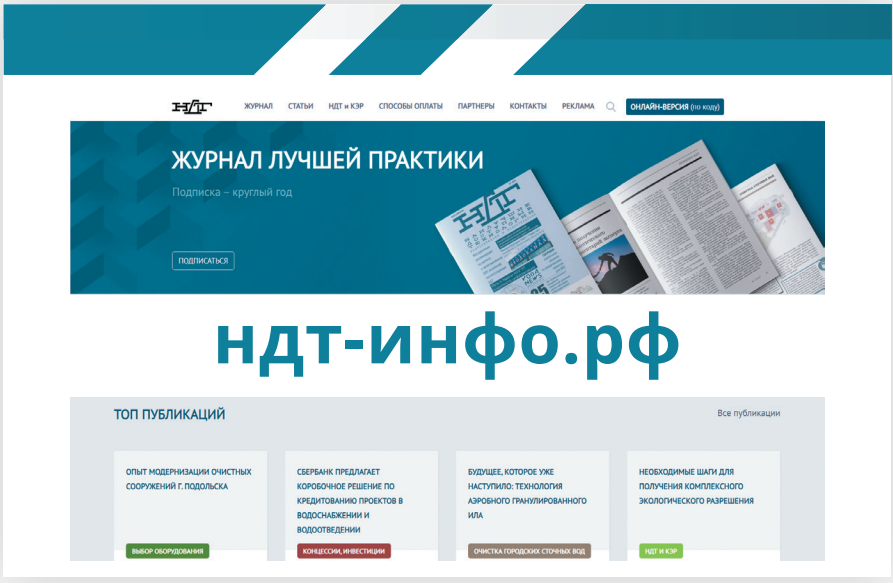 НДТ
ЖУРНАЛ СТАТЬИ НДТ и КЭР СПОСОБЫ ОПЛАТЫ ПАРТНЕРЫ КОНТАКТЫ РЕКЛАМА ОНЛАЙН-ВЕРСИЯ (по коду)
ЖУРНАЛ ЛУЧШЕЙ ПРАКТИКИ
Подписка – круглый год
ПОДПИСАТЬСЯ
НДТ
ндт-инфо.рф
ТОП ПУБЛИКАЦИЙ
Все публикации
ОПЫТ МОДЕРНИЗАЦИИ ОЧИСТНЫХ
СООРУЖЕНИЙ Г. ПОДОЛЬСКА
ВЫБОР ОБОРУДОВАНИЯ
СБЕРБАНК ПРЕДЛАГАЕТ
КОРОБОЧНОЕ РЕШЕНИЕ ПО
КРЕДИТОВАНИЮ ПРОЕКТОВ В
ВОДОСНАБЖЕНИИ И
ВОДООТВЕДЕНИИ
КОНЦЕССИИ, ИНВЕСТИЦИИ
БУДУЩЕЕ, КОТОРОЕ УЖЕ
НАСТУПИЛО: ТЕХНОЛОГИЯ
АЭРОБНОГО ГРАНУЛИРОВАННОГО
ИЛА
ОЧИСТКА ГОРОДСКИХ СТОЧНЫХ ВОД
НЕОБХОДИМЫЕ ШАГИ ДЛЯ
ПОЛУЧЕНИЯ КОМПЛЕКСНОГО
ЭКОЛОГИЧЕСКОГО РАЗРЕШЕНИЯ
НДТ И КЭР